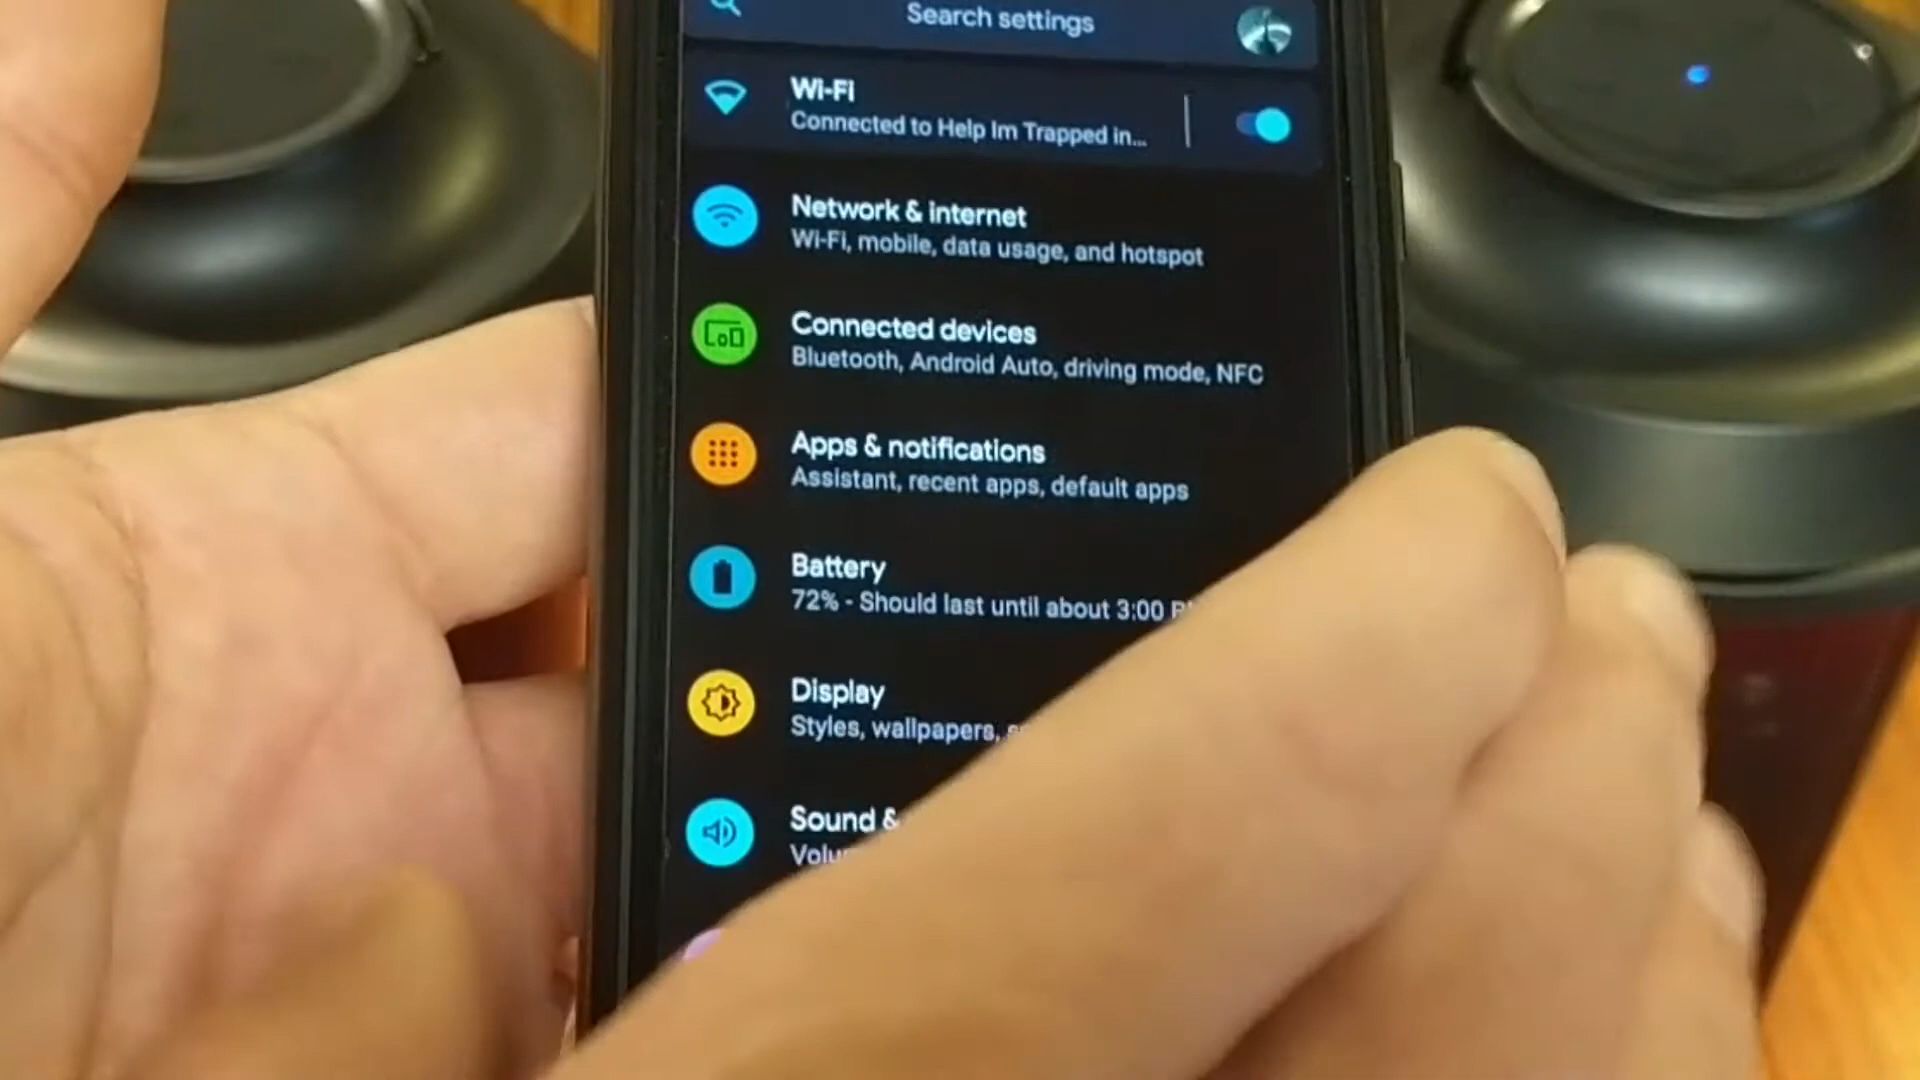 Search settings
Wi-Fi
Connected to Help Im Trapped in...
Network & internet
Wi-Fi, mobile, data usage, and hotspot
Connected devices
Bluetooth, Android Auto, driving mode, NFC
Apps & notifications
Assistant, recent apps, default apps
Battery
72% - Should last until about 3:00
Display
Styles, wallpapers,
Sound &